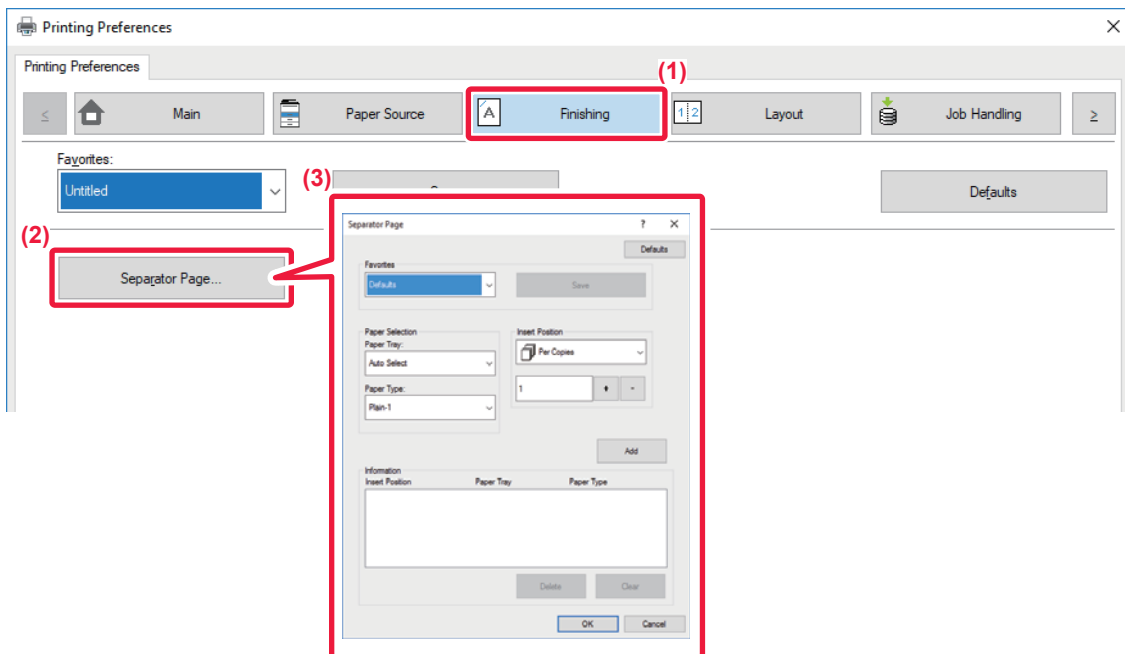 Printing Preferences
Printing Preferences
(1)
Main
Paper Source
A
Finishing
1 2
Layout
Job Handling
<
>
Favorites:
Untitled
(3)
Defaults
(2)
Separator Page...
Separator Page
?
Defaults
Favorites
Defaults
Save
Paper Selection
Paper Tray:
Auto Select
Paper Type:
Plain-1
Insert Position
Per Copies
1
+
-
Add
Information
Insert Position Paper Tray Paper Type
Delete
Clear
OK
Cancel